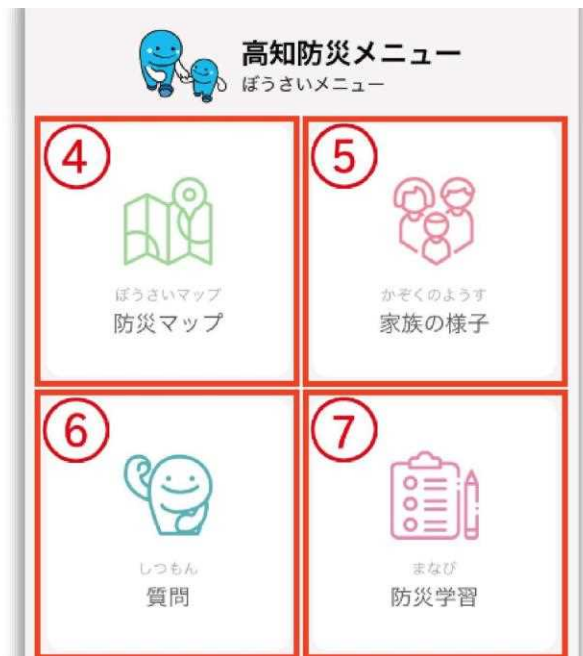 高知防災メニュー
ぼうさいメニュー
④
⑤
ぼうさいマップ
防災マップ
かぞくのようす
家族の様子
⑥
⑦
しつもん
質問
まなび
防災学習